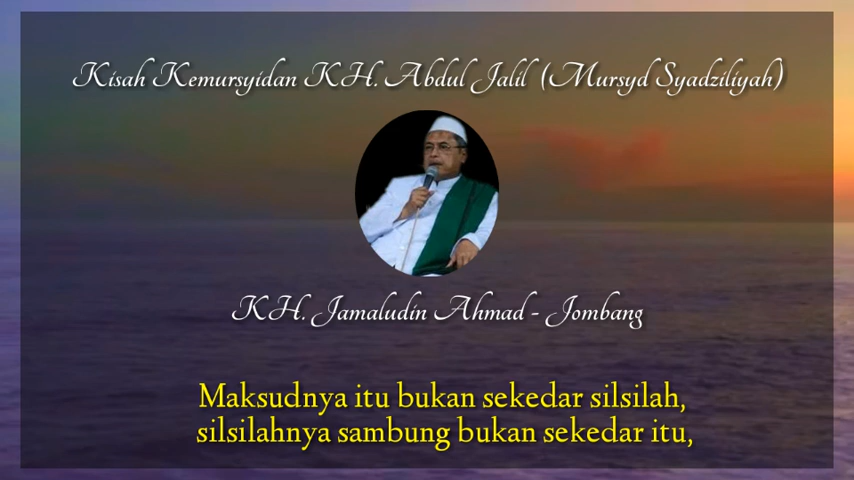 Kisah Kemursyidan KH. Abdul Jalil (Mursyd Syadziliyah)
KH. Jamaludin Ahmad - Jombang
Maksudnya itu bukan sekedar silsilah,
silsilahnya sambung bukan sekedar itu,